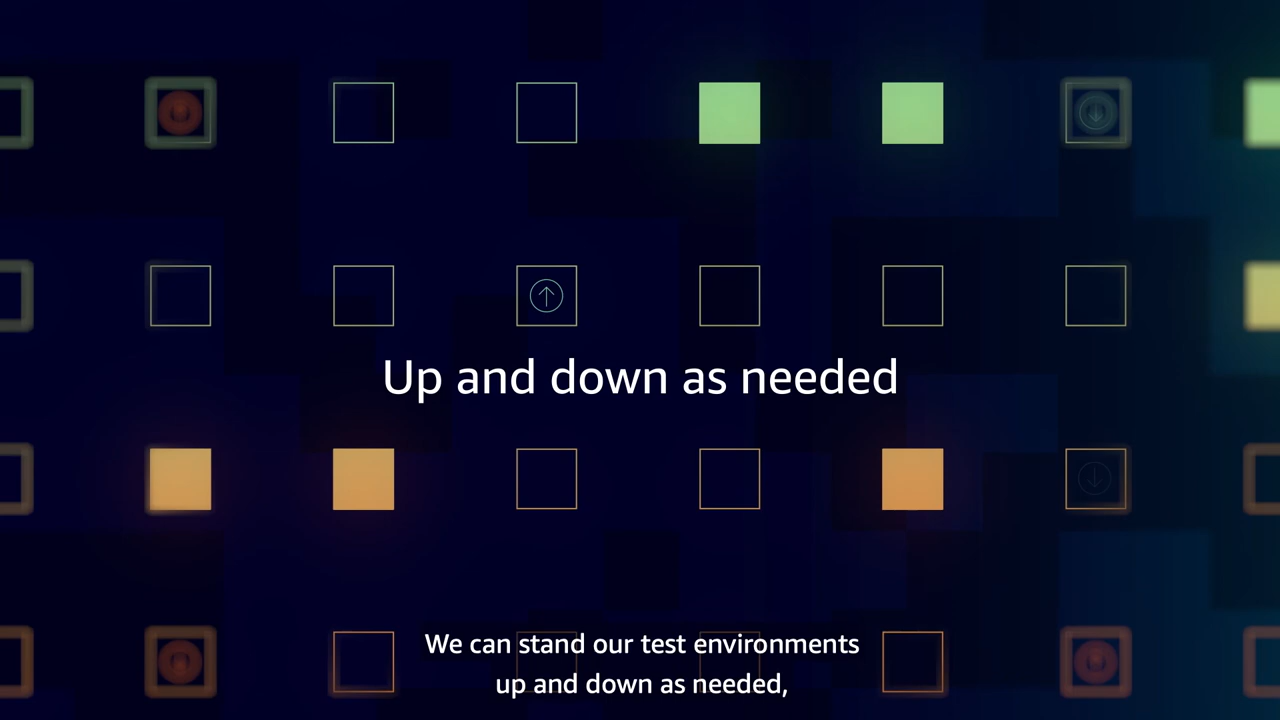 Up and down as needed
We can stand our test environments
up and down as needed,